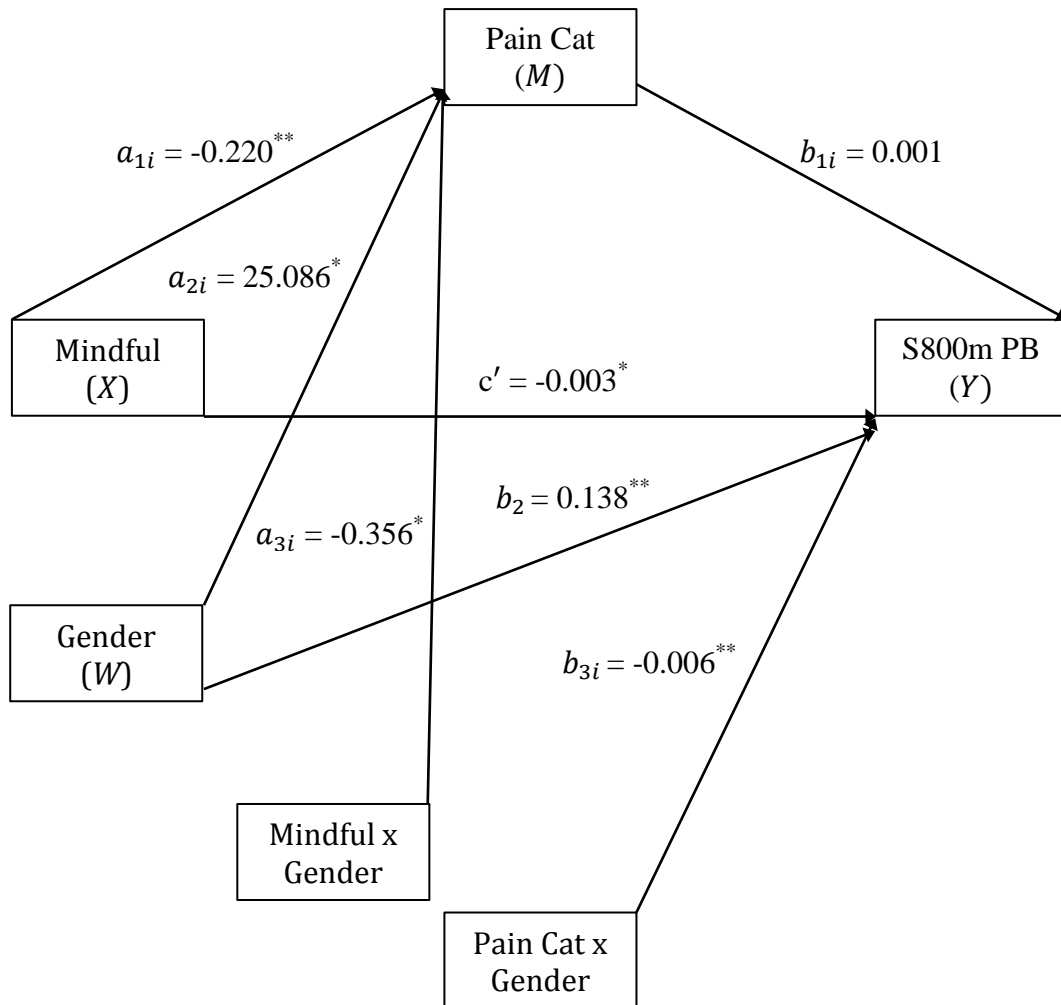 Pain Cat
(M)
a1i = -0.220**
b1i = 0.001
a2i = 25.086*
Mindful
(X)
S800m PB
(Y)
c′ = -0.003*
b2 = 0.138**
a3i = -0.356*
Gender
(W)
b3i = -0.006**
Mindful x
Gender
Pain Cat x
Gender